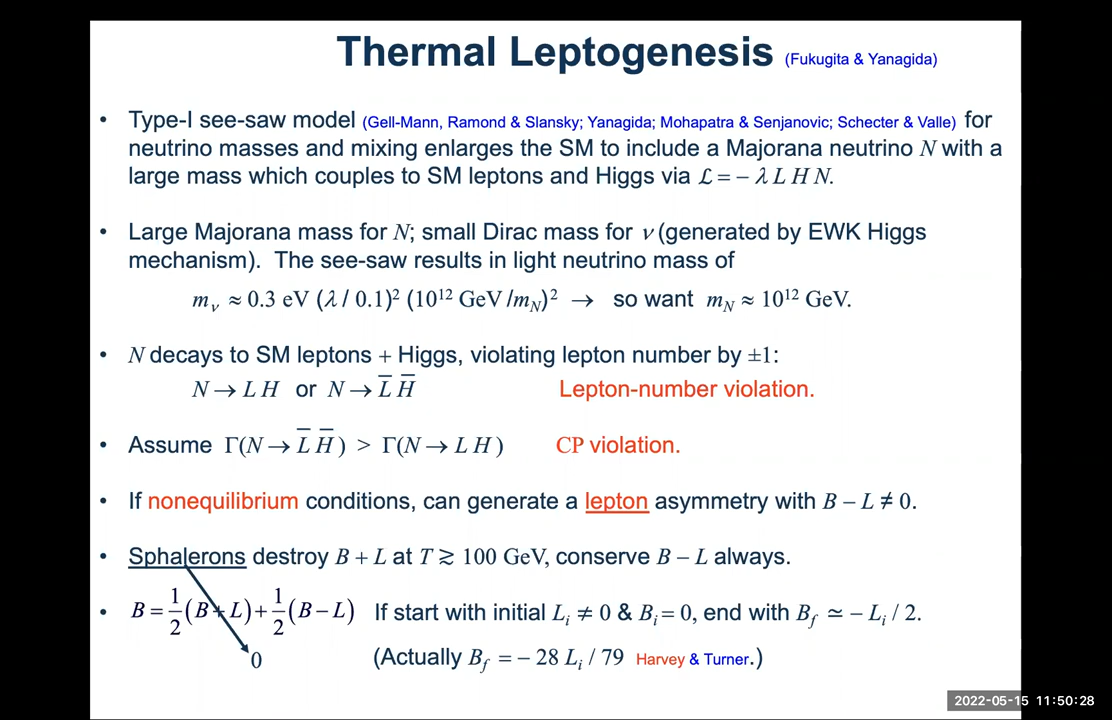 Thermal Leptogenesis (Fukugita & Yanagida)
• Type-I see-saw model (Gell-Mann, Ramond & Slansky; Yanagida; Mohapatra & Senjanovic; Schecter & Valle) for
neutrino masses and mixing enlarges the SM to include a Majorana neutrino N with a
large mass which couples to SM leptons and Higgs via ℒ = − λ L H N.
• Large Majorana mass for N; small Dirac mass for ν (generated by EWK Higgs
mechanism). The see-saw results in light neutrino mass of
mν ≈ 0.3 eV (λ / 0.1)² (10¹² GeV /m_N)² → so want m_N ≈ 10¹² GeV.
• N decays to SM leptons + Higgs, violating lepton number by ±1:
N → L H or N → L̅ H̅ Lepton-number violation.
• Assume Γ(N → L̅ H̅ ) > Γ(N → L H ) CP violation.
• If nonequilibrium conditions, can generate a lepton asymmetry with B − L ≠ 0.
• Sphalerons destroy B + L at T ≳ 100 GeV, conserve B − L always.
• B = 1/2 (B + L) + 1/2 (B − L) If start with initial L_i ≠ 0 & B_i = 0, end with B_f ≃ − L_i / 2.
0 (Actually B_f = − 28 L_i / 79 Harvey & Turner.)
2022-05-15 11:50:28